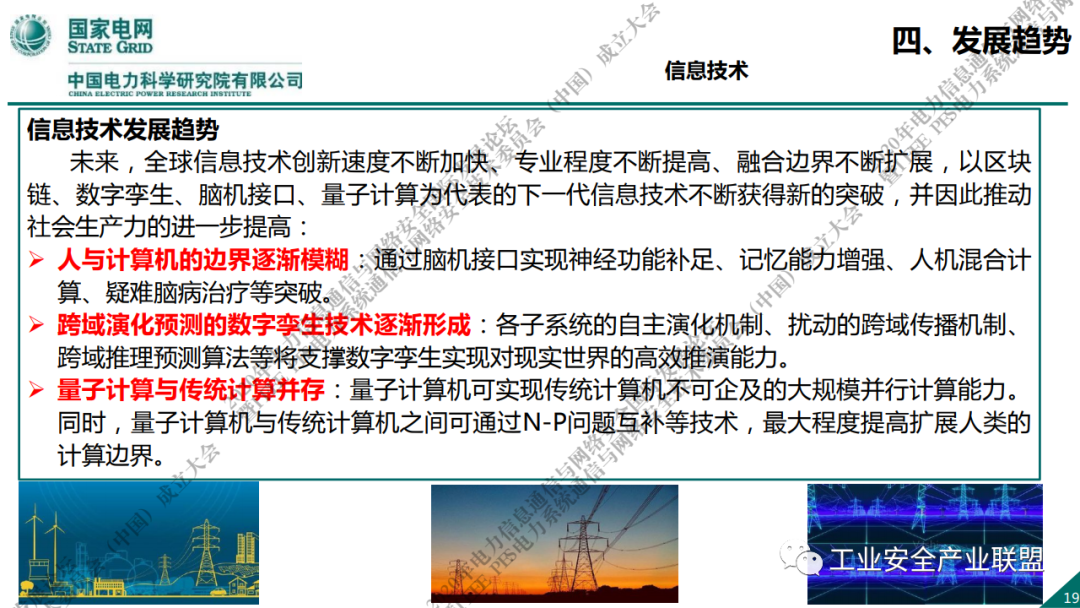 国家电网
STATE GRID
中国电力科学研究院有限公司
CHINA ELECTRIC POWER RESEARCH INSTITUTE
四、发展趋势
信息技术
信息技术发展趋势
未来，全球信息技术创新速度不断加快、专业程度不断提高、融合边界不断扩展，以区块
链、数字孪生、脑机接口、量子计算为代表的下一代信息技术不断获得新的突破，并因此推动
社会生产力的进一步提高：
人与计算机的边界逐渐模糊：通过脑机接口实现神经功能补足、记忆能力增强、人机混合计
算、疑难脑病治疗等突破。
跨域演化预测的数字孪生技术逐渐形成：各子系统的自主演化机制、扰动的跨域传播机制、
跨域推理预测算法等将支撑数字孪生实现对现实世界的高效推演能力。
量子计算与传统计算并存：量子计算机可实现传统计算机不可企及的大规模并行计算能力。
同时，量子计算机与传统计算机之间可通过N-P问题互补等技术，最大程度提高扩展人类的
计算边界。
工业安全产业联盟
19